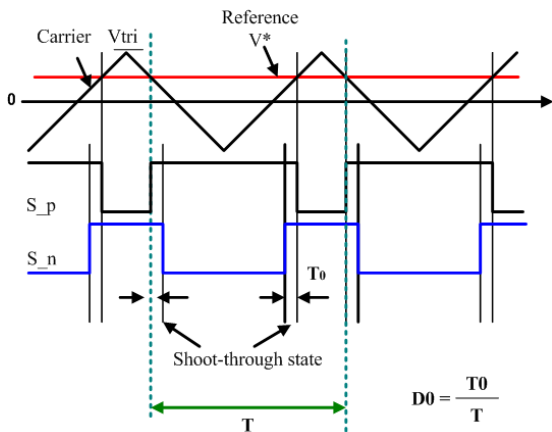 Reference
Carrier Vtri V*
0
S_p
S_n
T0
Shoot-through state
D0 = T0
T
T